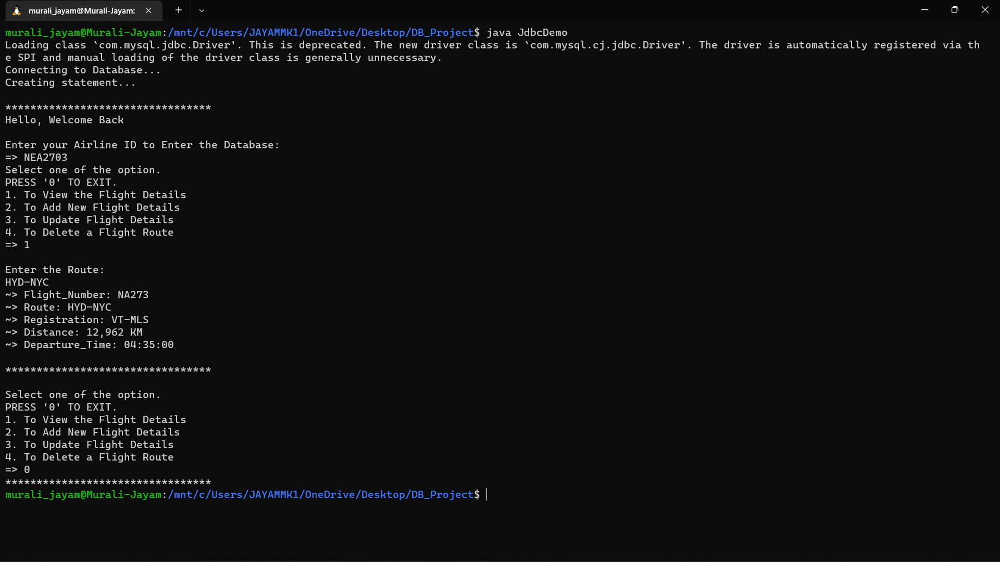 murali_jayam@Murali-Jayam:
murali_jayam@Murali-Jayam:/mnt/c/Users/JAYAMMK1/OneDrive/Desktop/DB_Project$ java JdbcDemo
Loading class `com.mysql.jdbc.Driver'. This is deprecated. The new driver class is `com.mysql.cj.jdbc.Driver'. The driver is automatically registered via th
e SPI and manual loading of the driver class is generally unnecessary.
Connecting to Database...
Creating statement...
*********************************
Hello, Welcome Back
Enter your Airline ID to Enter the Database:
=> NEA2703
Select one of the option.
PRESS '0' TO EXIT.
1. To View the Flight Details
2. To Add New Flight Details
3. To Update Flight Details
4. To Delete a Flight Route
=> 1
Enter the Route:
HYD-NYC
~> Flight_Number: NA273
~> Route: HYD-NYC
~> Registration: VT-MLS
~> Distance: 12,962 KM
~> Departure_Time: 04:35:00
*********************************
Select one of the option.
PRESS '0' TO EXIT.
1. To View the Flight Details
2. To Add New Flight Details
3. To Update Flight Details
4. To Delete a Flight Route
=> 0
*********************************
murali_jayam@Murali-Jayam:/mnt/c/Users/JAYAMMK1/OneDrive/Desktop/DB_Project$